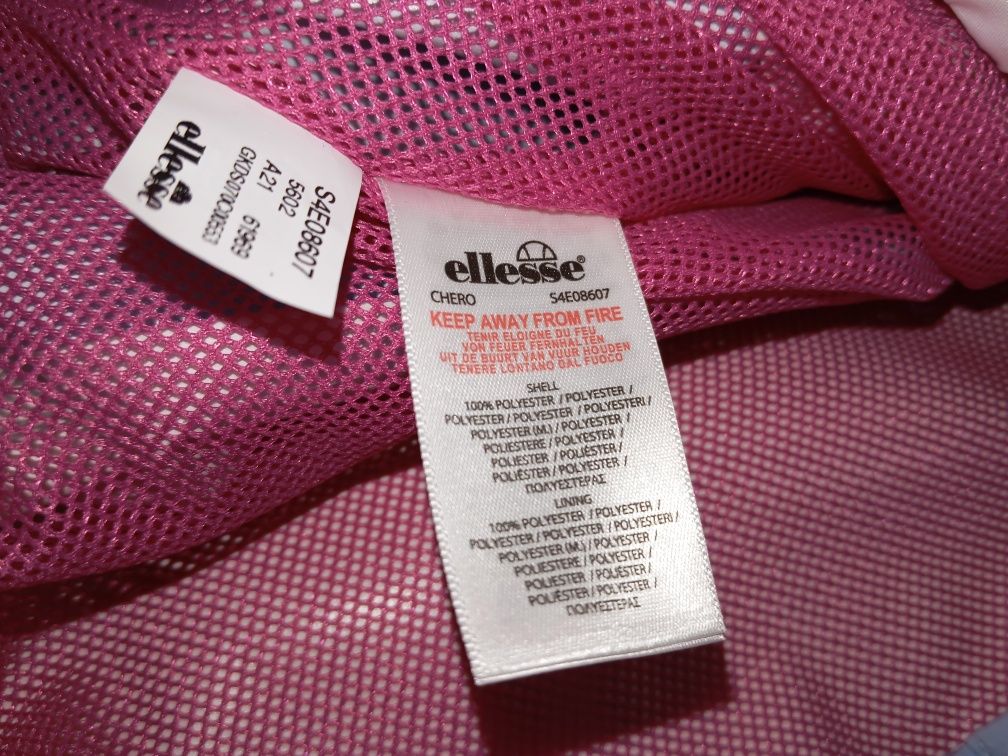 ellesse
S4E08607
5602 61969
A21
ellesse®
CHERO S4E08607
KEEP AWAY FROM FIRE
TENIR ELOIGNE DU FEU
VON FEUER FERNHALTEN
UIT DE BUURT VAN VUUR HOUDEN
TENERE LONTANO DAL FUOCO
SHELL
100% POLYESTER / POLYESTER /
POLYESTER / POLYESTER / POLYESTERI /
POLYESTER (M.) / POLYESTER /
POLIESTERE / POLYESTER /
POLIESTER / POLIÉSTER /
POLIÉSTER / POLYESTER /
ΠΟΛΥΕΣΤΕΡΑΣ
LINING
100% POLYESTER / POLYESTER /
POLYESTER / POLYESTER / POLYESTERI /
POLYESTER (M.) / POLYESTER /
POLIESTERE / POLYESTER /
POLIESTER / POLIÉSTER /
POLIÉSTER / POLYESTER /
ΠΟΛΥΕΣΤΕΡΑΣ